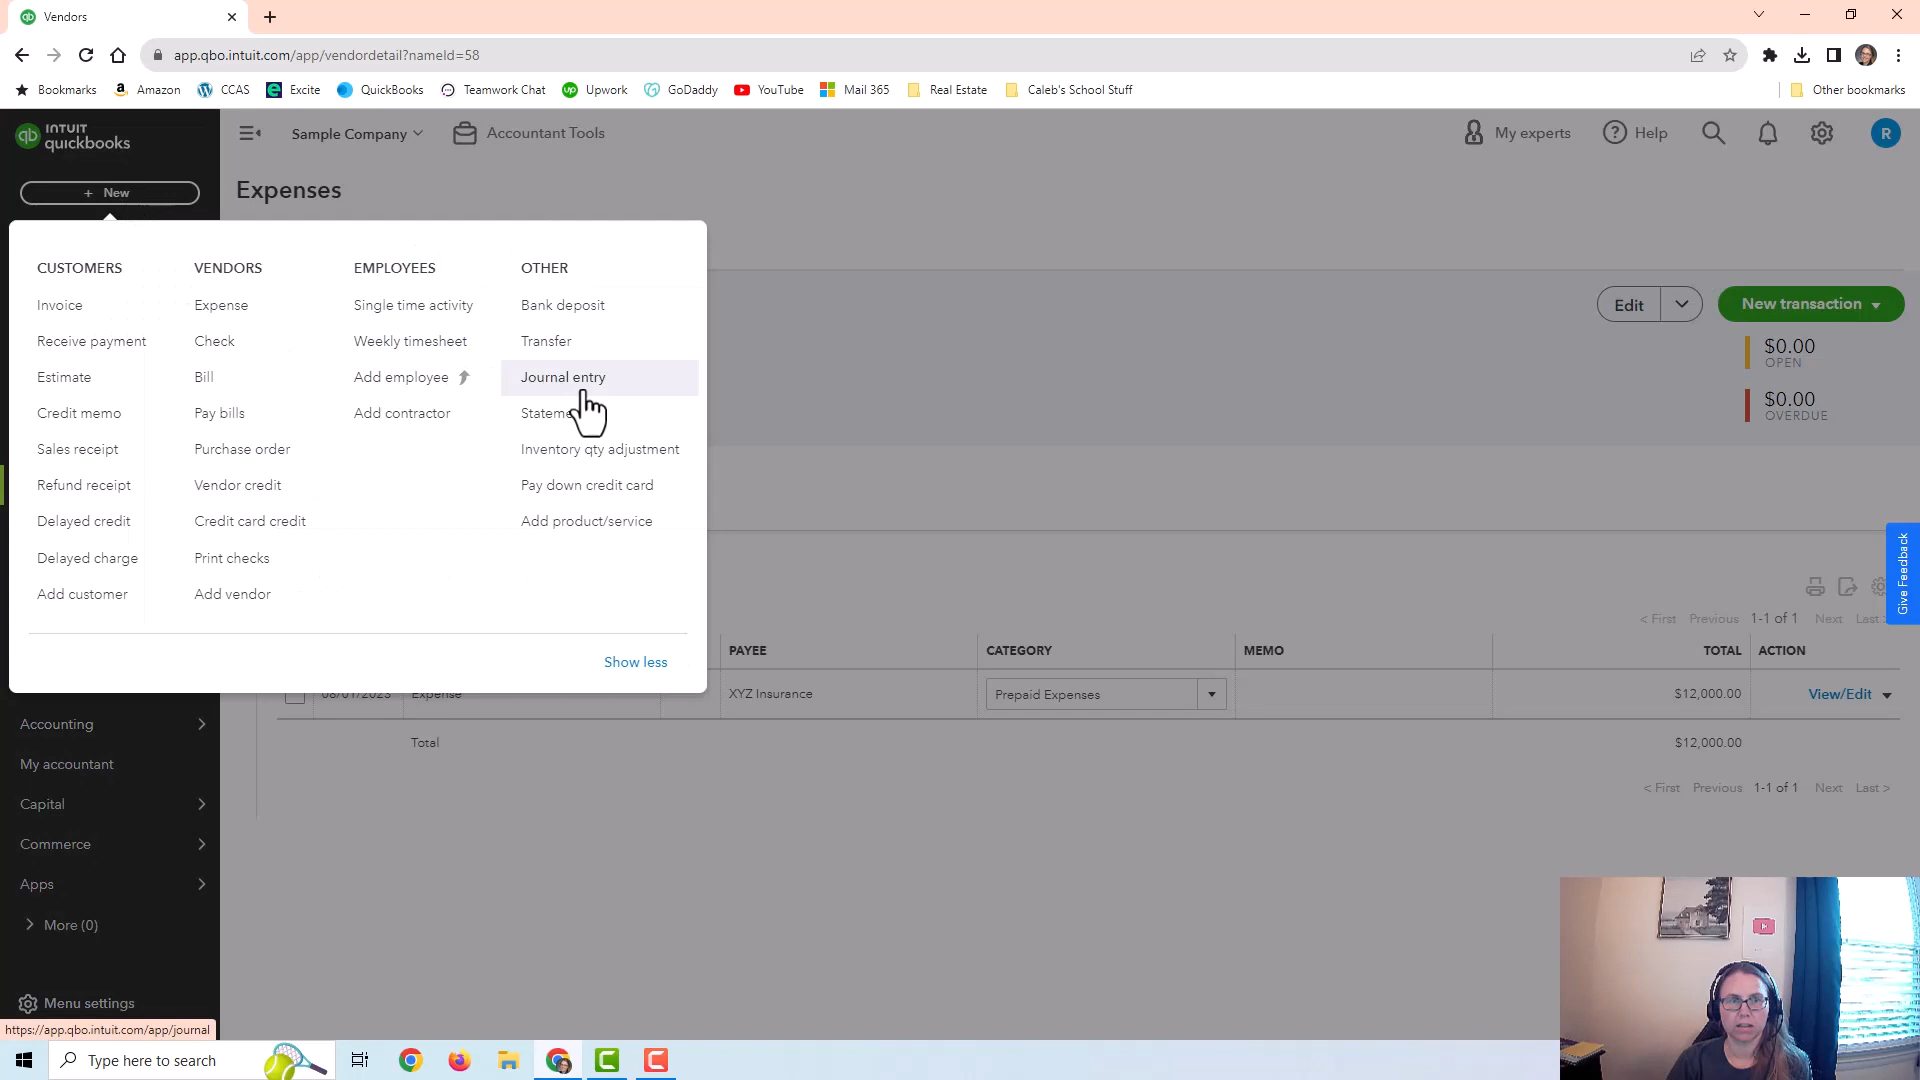 Vendors
app.qbo.intuit.com/app/vendordetail?nameId=58
Bookmarks Amazon CCAS Excite QuickBooks Teamwork Chat Upwork GoDaddy YouTube Mail 365 Real Estate Caleb's School Stuff Other bookmarks
INTUIT
quickbooks
Sample Company Accountant Tools My experts Help R
+ New
Expenses
CUSTOMERS VENDORS EMPLOYEES OTHER
Invoice Expense Single time activity Bank deposit
Receive payment Check Weekly timesheet Transfer
Estimate Bill Add employee Journal entry
Credit memo Pay bills Add contractor
Sales receipt Purchase order Inventory qty adjustment
Refund receipt Vendor credit Pay down credit card
Delayed credit Credit card credit Add product/service
Delayed charge Print checks
Add customer Add vendor
Show less
Edit New transaction
$0.00
OPEN
$0.00
OVERDUE
Give Feedback
< First Previous 1-1 of 1 Next Last >
PAYEE CATEGORY MEMO TOTAL ACTION
08/01/2023 Expense XYZ Insurance Prepaid Expenses $12,000.00 View/Edit
Total $12,000.00
< First Previous 1-1 of 1 Next Last >
Accounting
My accountant
Capital
Commerce
Apps
More (0)
Menu settings
https://app.qbo.intuit.com/app/journal
Type here to search